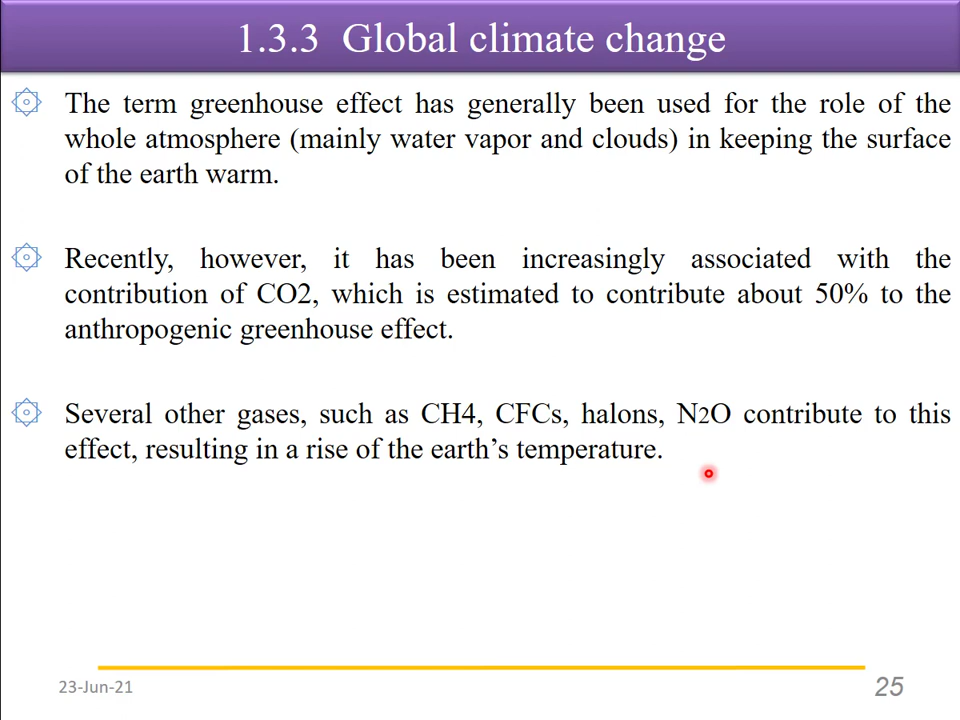 1.3.3 Global climate change
The term greenhouse effect has generally been used for the role of the
whole atmosphere (mainly water vapor and clouds) in keeping the surface
of the earth warm.
Recently, however, it has been increasingly associated with the
contribution of CO2, which is estimated to contribute about 50% to the
anthropogenic greenhouse effect.
Several other gases, such as CH4, CFCs, halons, N2O contribute to this
effect, resulting in a rise of the earth’s temperature.
23-Jun-21
25